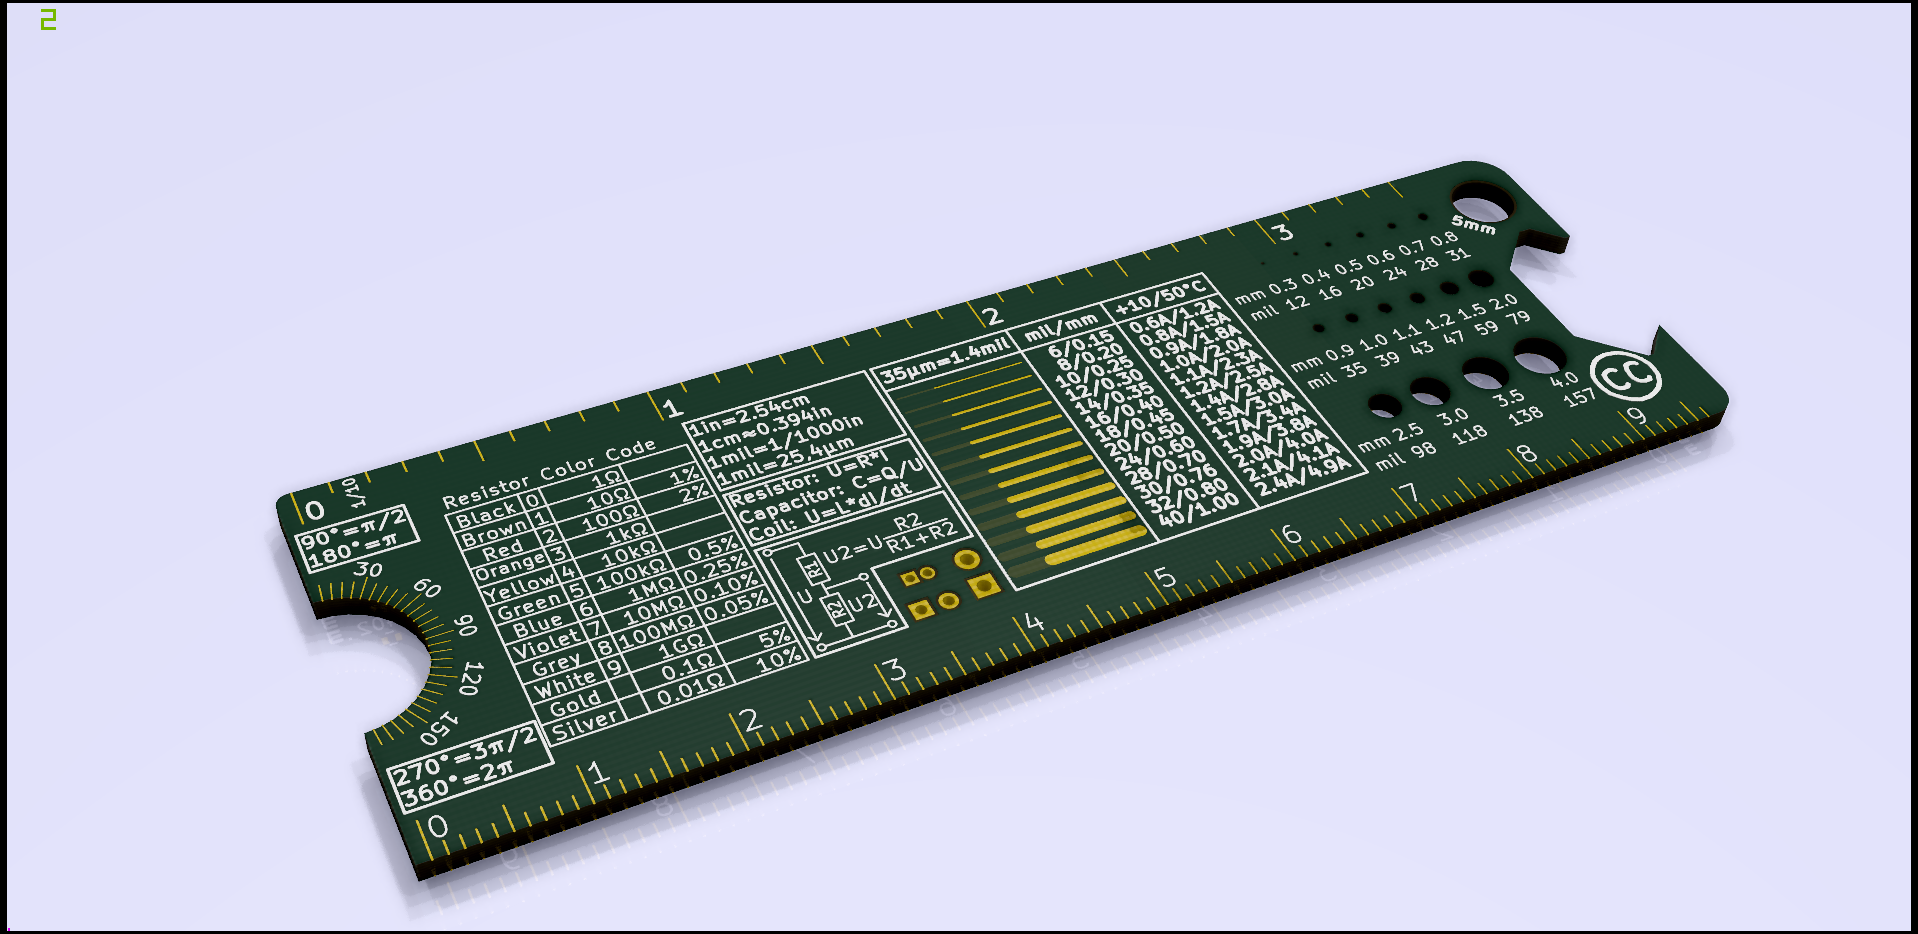 2
0
1/10
1
2
3
90°=π/2
180°=π
30
60
90
120
150
270°=3π/2
360°=2π
Resistor Color Code
Black 0 1Ω
Brown 1 10Ω 1%
Red 2 100Ω 2%
Orange 3 1kΩ
Yellow 4 10kΩ
Green 5 100kΩ 0.5%
Blue 6 1MΩ 0.25%
Violet 7 10MΩ 0.10%
Grey 8 100MΩ 0.05%
White 9 1GΩ
Gold 0.1Ω 5%
Silver 0.01Ω 10%
1in=2.54cm
1cm≈0.394in
1mil=1/1000in
1mil=25.4µm
Resistor: U=R*I
Capacitor: C=Q/U
Coil: U=L*dI/dt
U2=U R2
R1+R2
R1
U
R2
U2
35µm=1.4mil mil/mm +10/50°C
6/0.15 0.6A/1.2A
8/0.20 0.8A/1.5A
10/0.25 0.9A/1.8A
12/0.30 1.0A/2.0A
14/0.35 1.1A/2.3A
16/0.40 1.2A/2.5A
18/0.45 1.4A/2.8A
20/0.50 1.5A/3.0A
24/0.60 1.7A/3.4A
28/0.70 1.9A/3.8A
30/0.76 2.0A/4.0A
32/0.80 2.1A/4.1A
40/1.00 2.4A/4.9A
5mm
mm 0.3 0.4 0.5 0.6 0.7 0.8
mil 12 16 20 24 28 31
mm 0.9 1.0 1.1 1.2 1.5 2.0
mil 35 39 43 47 59 79
mm 2.5 3.0 3.5 4.0
mil 98 118 138 157
CC
0
1
2
3
4
5
6
7
8
9